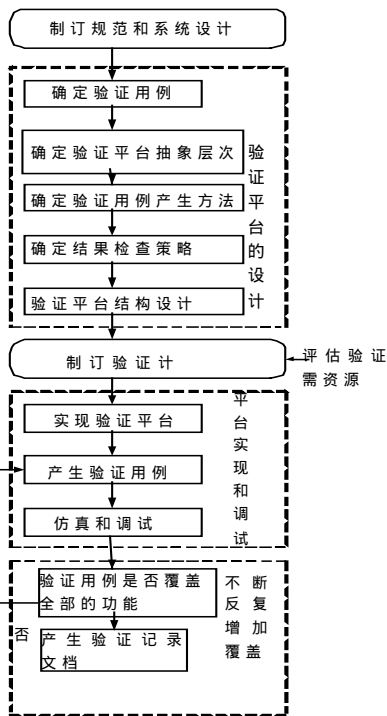 制订规范和系统设计
确定验证用例
确定验证平台抽象层次
确定验证用例产生方法
确定结果检查策略
验证平台结构设计
验证平台的设计
制订验证计
评估验证
需资源
实现验证平台
产生验证用例
仿真和调试
平台实现和调试
验证用例是否覆盖
全部的功能
否
产生验证记录
文档
不断
反复
增加
覆盖